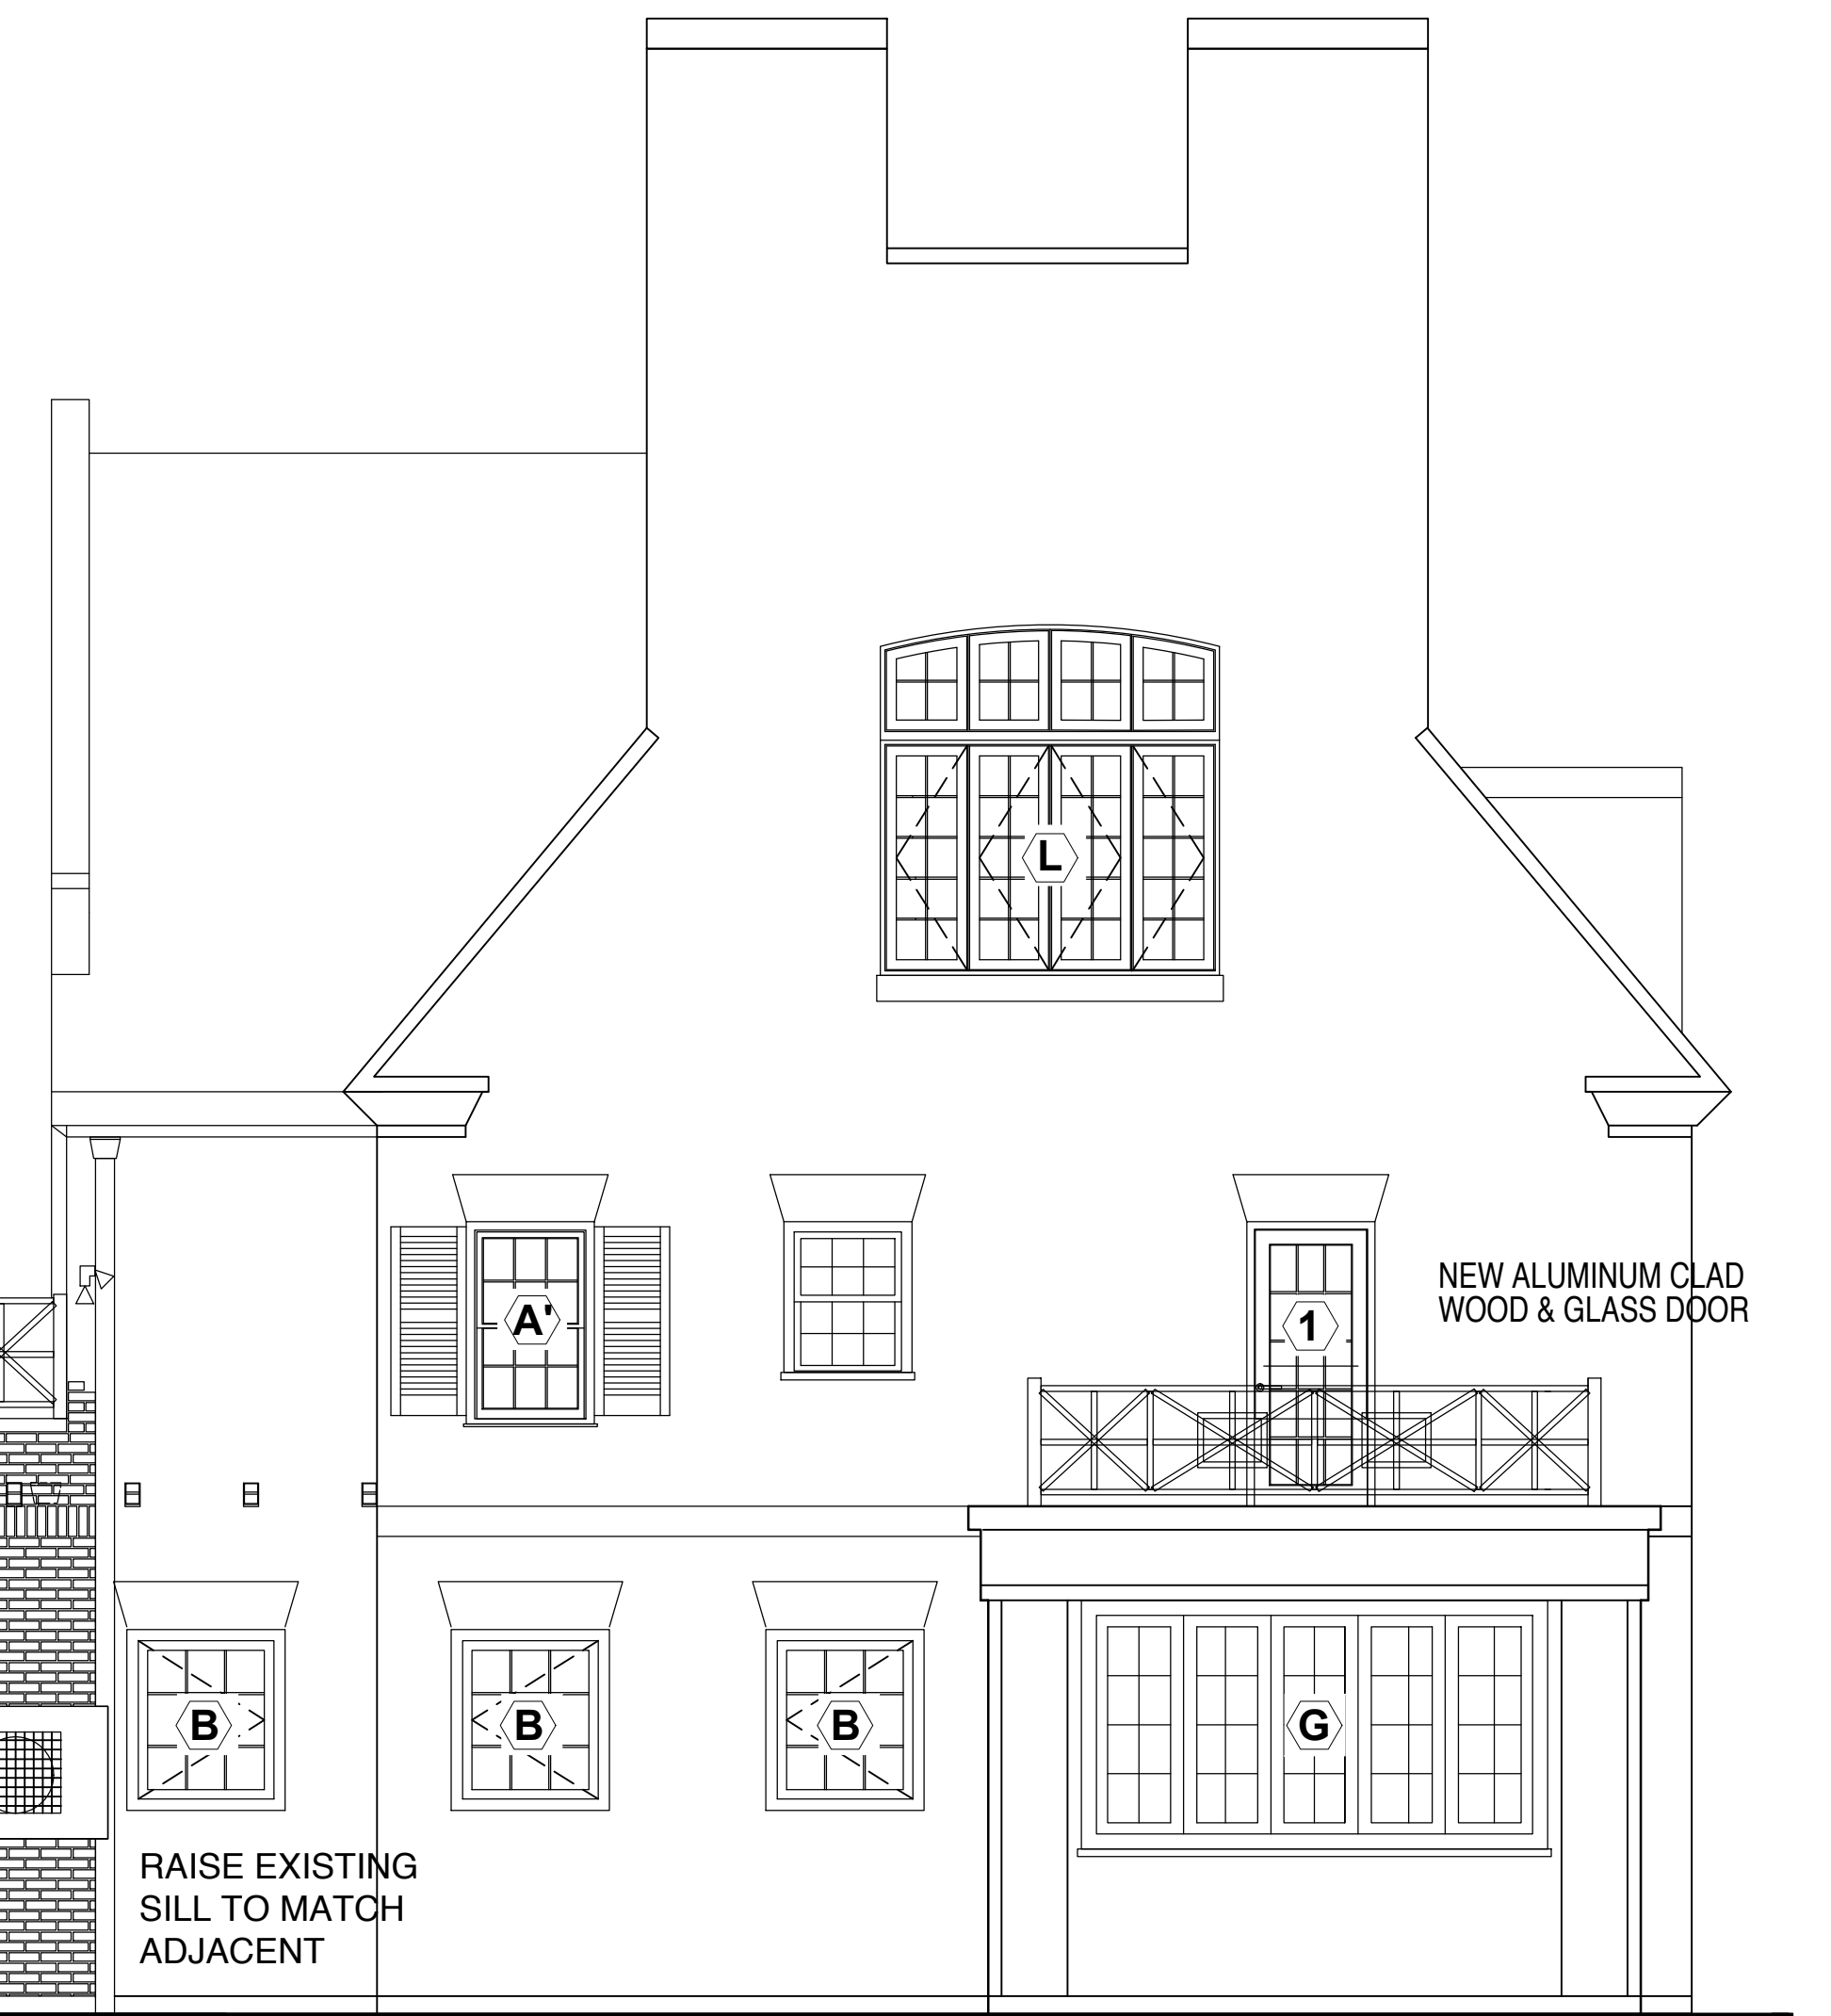 L
A'
1
NEW ALUMINUM CLAD
WOOD & GLASS DOOR
B
B
B
G
RAISE EXISTING
SILL TO MATCH
ADJACENT